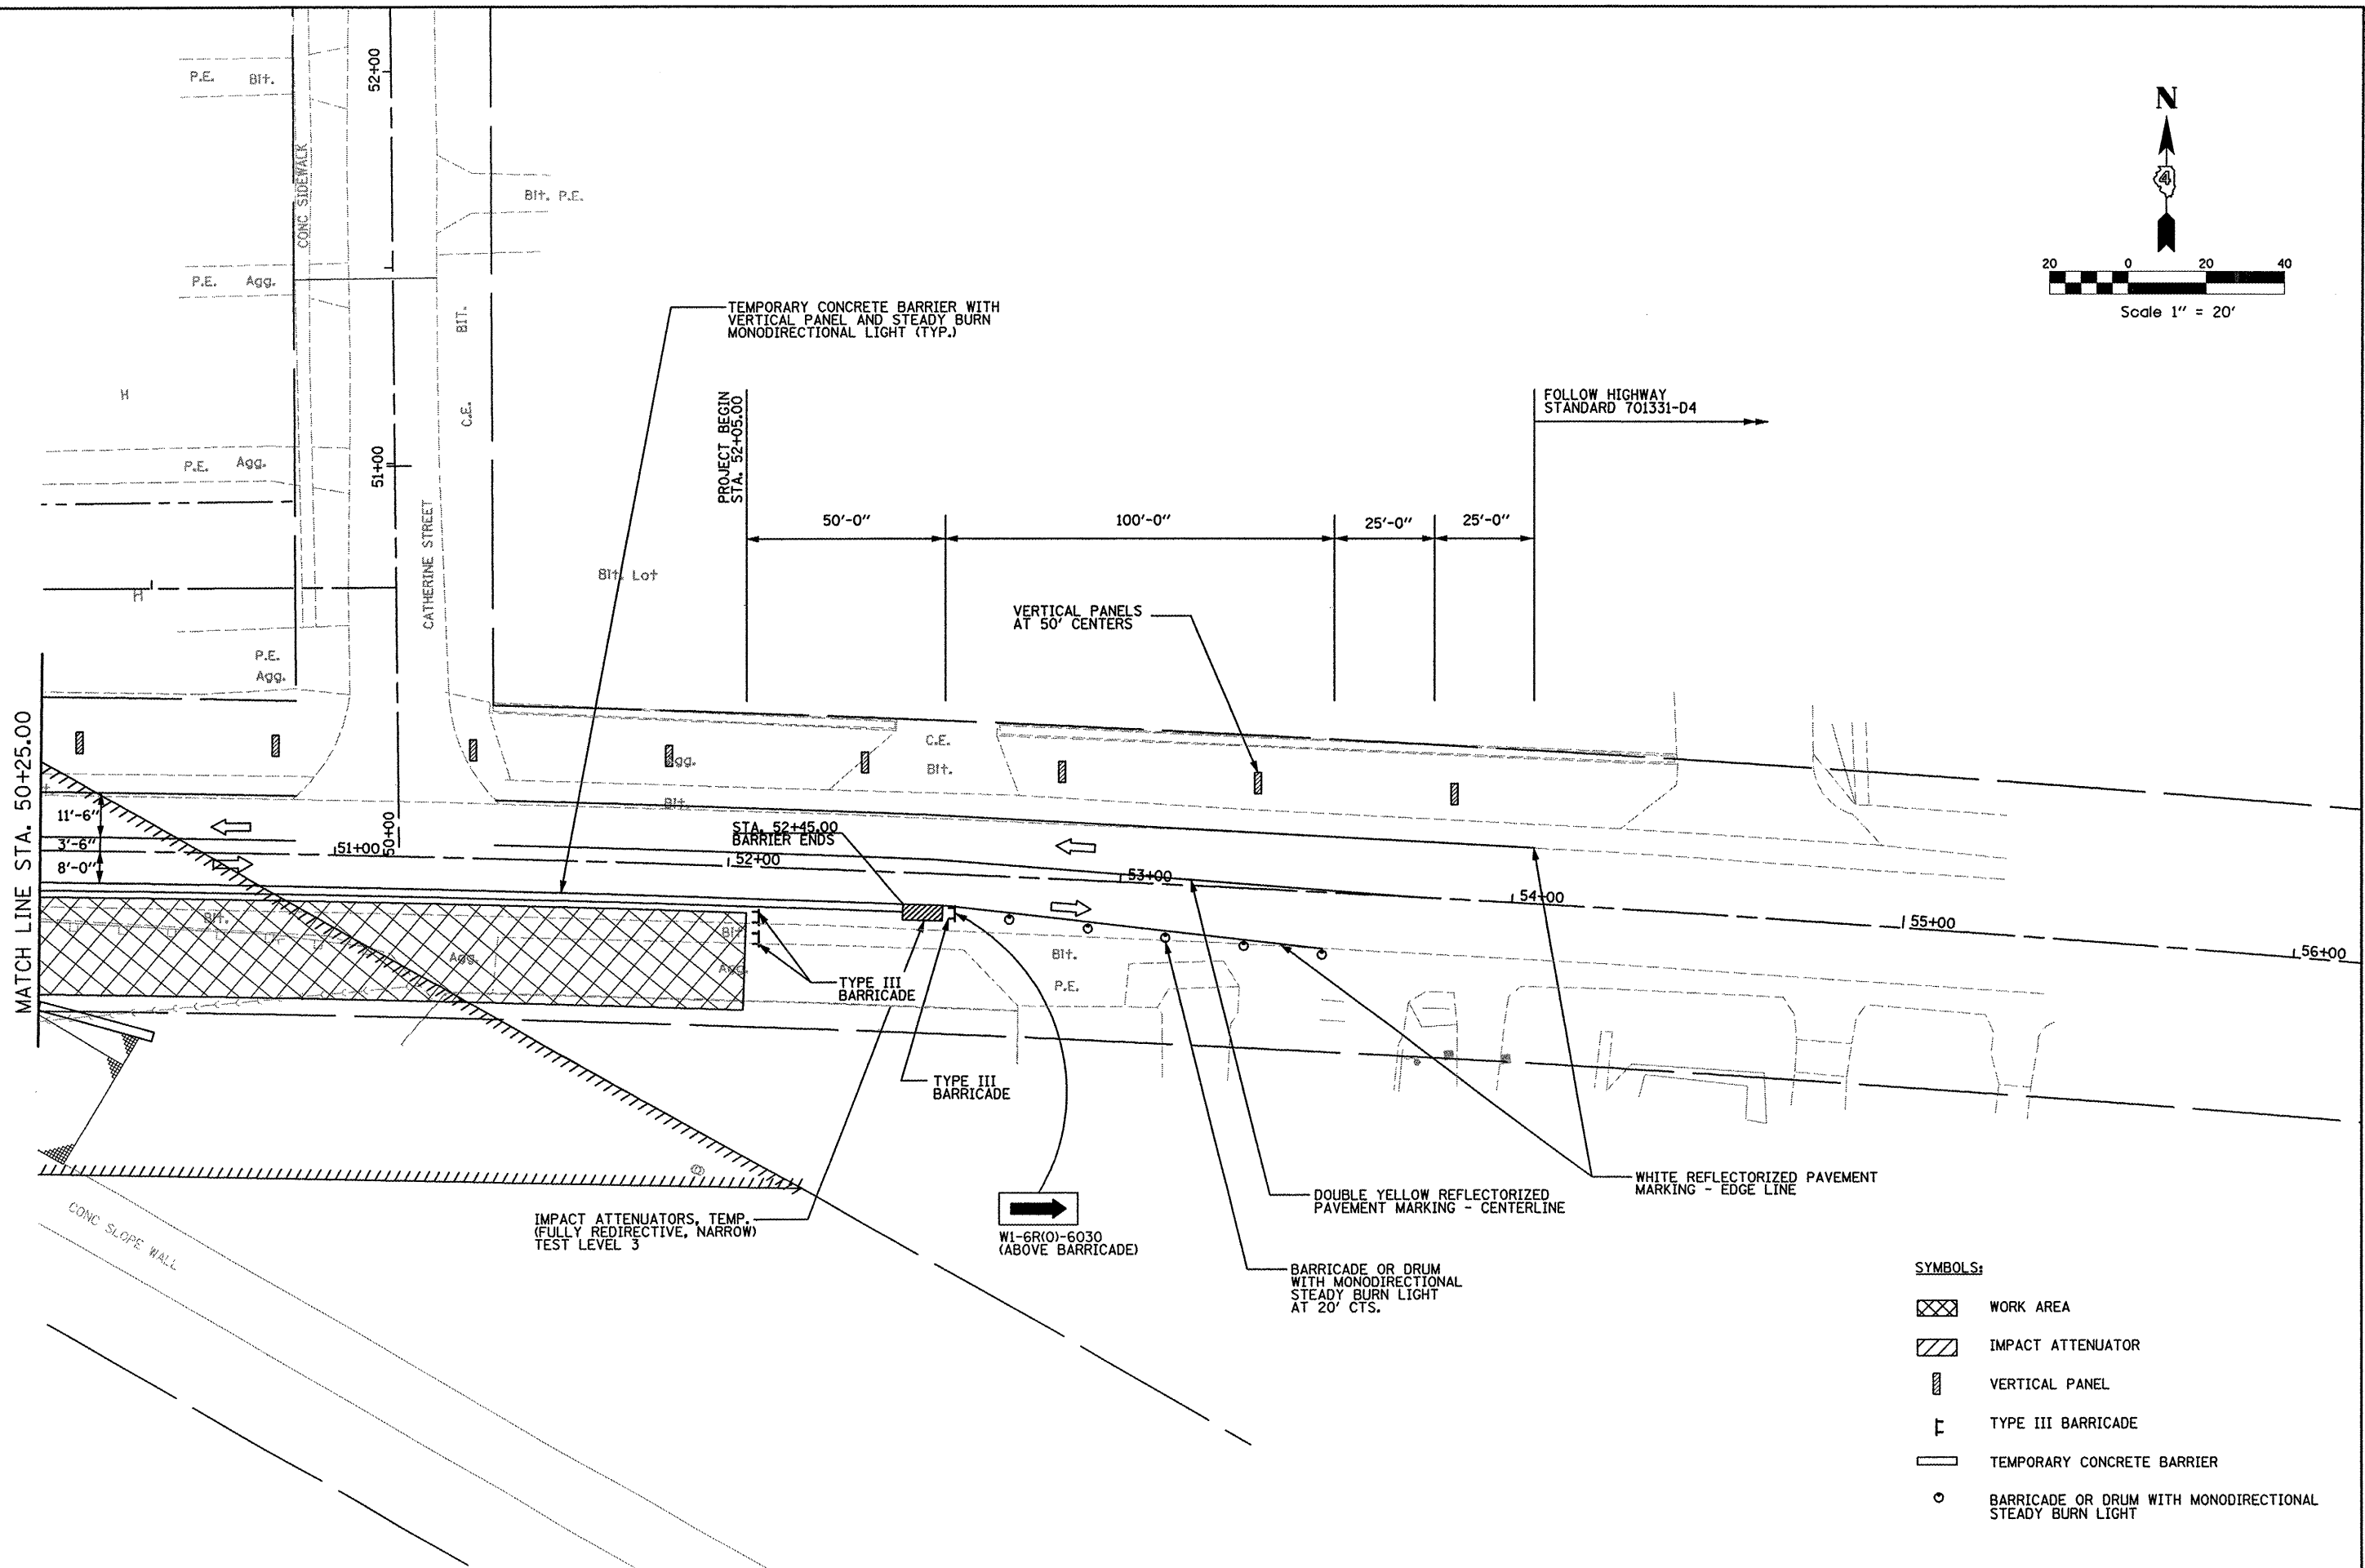 52+00
P.E. Bit.
CONC SIDEWALK
Bit. P.E.
P.E. Agg.
BIT.
C.E.
N
4
20 0 20 40
Scale 1" = 20'
TEMPORARY CONCRETE BARRIER WITH
VERTICAL PANEL AND STEADY BURN
MONODIRECTIONAL LIGHT (TYP.)
H
P.E. Agg.
51+00
PROJECT BEGIN
STA. 52+05.00
FOLLOW HIGHWAY
STANDARD 701331-D4
50'-0"
100'-0"
25'-0"
25'-0"
CATHERINE STREET
H
Bit. Lot
VERTICAL PANELS
AT 50' CENTERS
P.E.
Agg.
MATCH LINE STA. 50+25.00
Agg.
C.E.
Bit.
Bit.
11'-6"
3'-6"
8'-0"
50+00
STA. 52+45.00
BARRIER ENDS
51+00
52+00
53+00
54+00
55+00
56+00
Bit.
Agg.
Bit.
Agg.
Bit.
P.E.
TYPE III
BARRICADE
TYPE III
BARRICADE
CONC SLOPE WALL
IMPACT ATTENUATORS, TEMP.
(FULLY REDIRECTIVE, NARROW)
TEST LEVEL 3
W1-6R(O)-6030
(ABOVE BARRICADE)
DOUBLE YELLOW REFLECTORIZED
PAVEMENT MARKING - CENTERLINE
WHITE REFLECTORIZED PAVEMENT
MARKING - EDGE LINE
BARRICADE OR DRUM
WITH MONODIRECTIONAL
STEADY BURN LIGHT
AT 20' CTS.
SYMBOLS:
WORK AREA
IMPACT ATTENUATOR
VERTICAL PANEL
TYPE III BARRICADE
TEMPORARY CONCRETE BARRIER
BARRICADE OR DRUM WITH MONODIRECTIONAL
STEADY BURN LIGHT